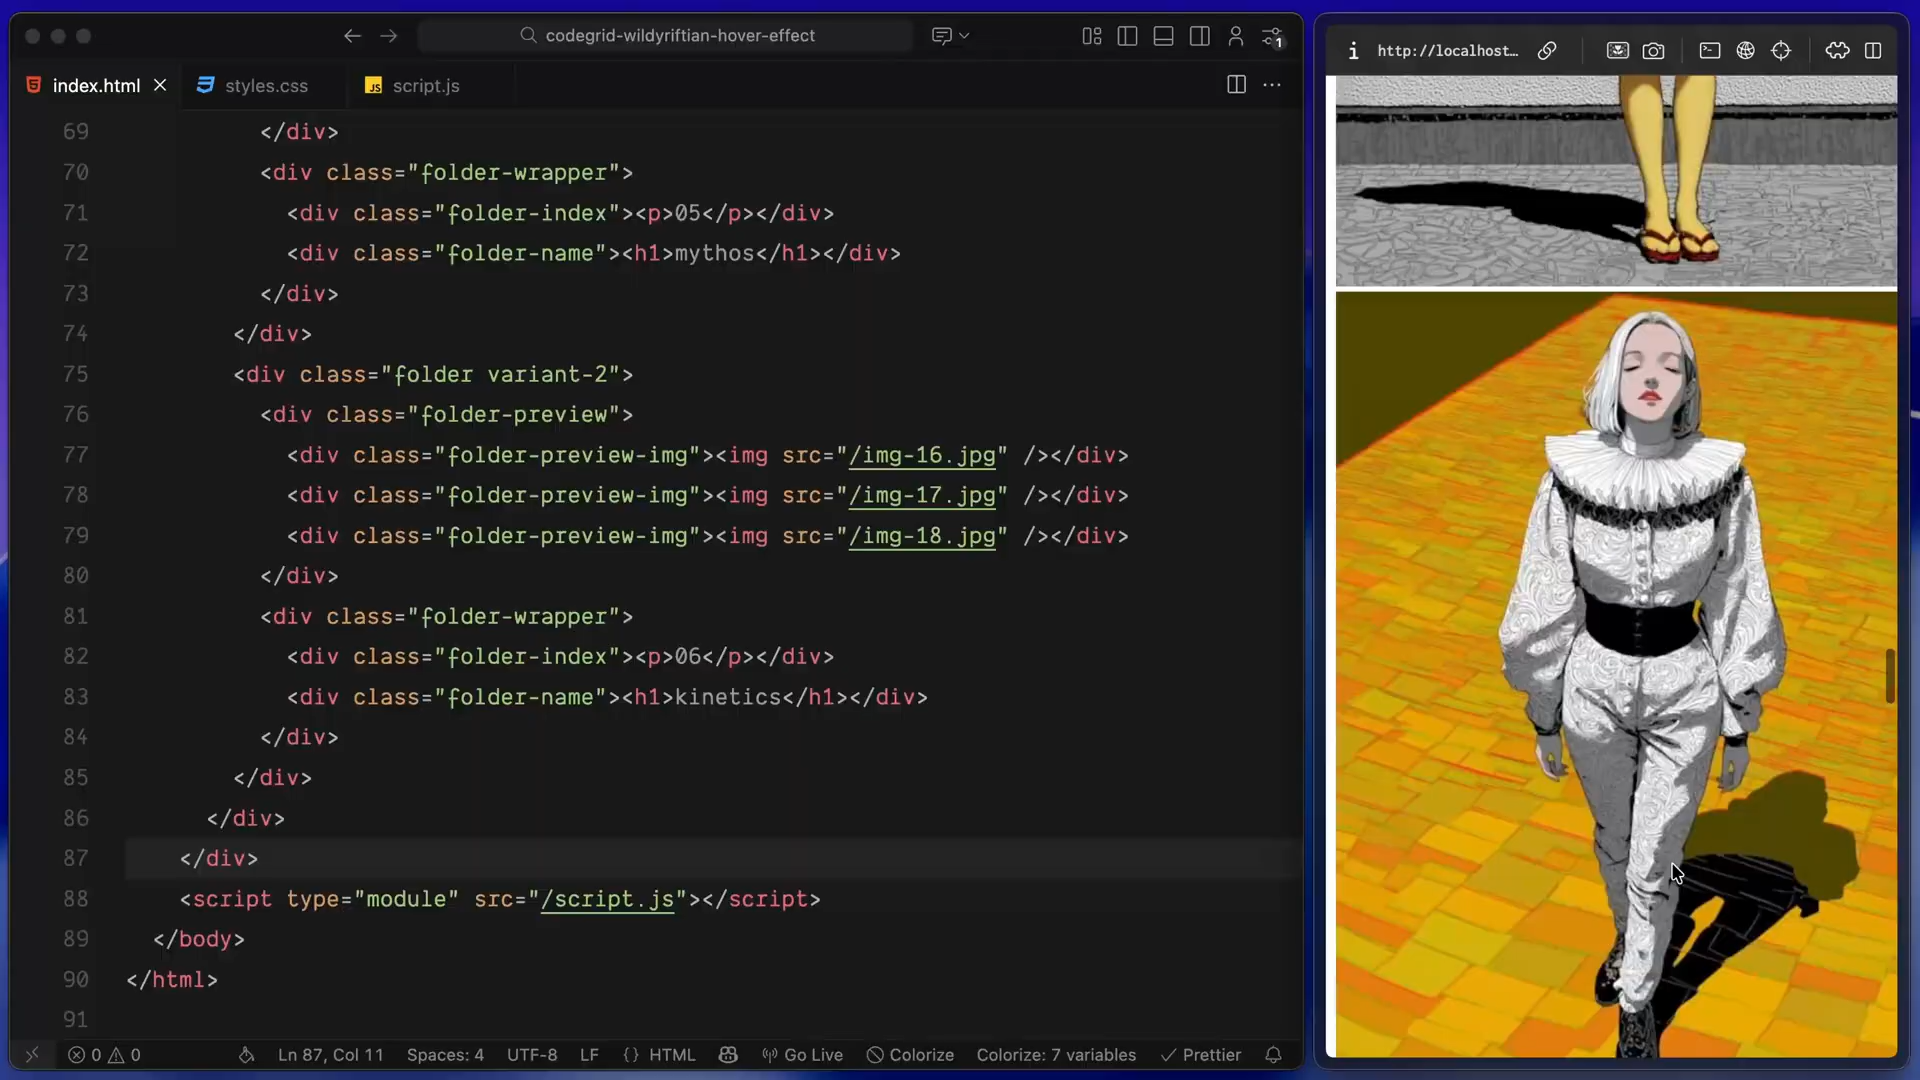 codegrid-wildyriftian-hover-effect
1
index.html
styles.css
JS script.js
69 </div>
70 <div class="folder-wrapper">
71 <div class="folder-index"><p>05</p></div>
72 <div class="folder-name"><h1>mythos</h1></div>
73 </div>
74 </div>
75 <div class="folder variant-2">
76 <div class="folder-preview">
77 <div class="folder-preview-img"><img src="/img-16.jpg" /></div>
78 <div class="folder-preview-img"><img src="/img-17.jpg" /></div>
79 <div class="folder-preview-img"><img src="/img-18.jpg" /></div>
80 </div>
81 <div class="folder-wrapper">
82 <div class="folder-index"><p>06</p></div>
83 <div class="folder-name"><h1>kinetics</h1></div>
84 </div>
85 </div>
86 </div>
87 </div>
88 <script type="module" src="/script.js"></script>
89 </body>
90 </html>
91
0 0 Ln 87, Col 11 Spaces: 4 UTF-8 LF {} HTML Go Live Colorize Colorize: 7 variables Prettier
http://localhost…